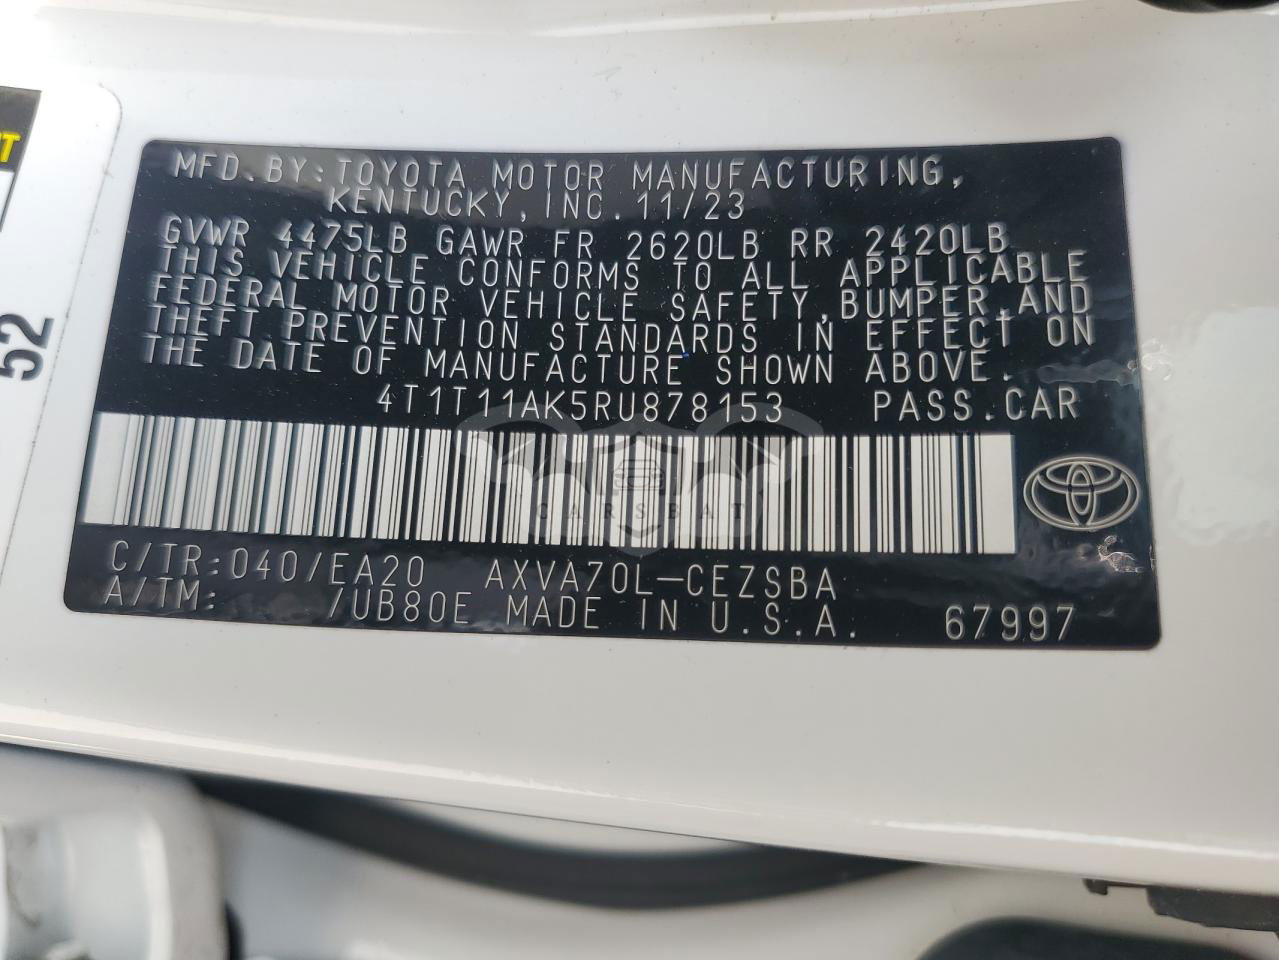 MFD.BY:TOYOTA MOTOR MANUFACTURING,
KENTUCKY,INC. 11/23
GVWR 4475LB GAWR FR 2620LB RR 2420LB
THIS VEHICLE CONFORMS TO ALL APPLICABLE
FEDERAL MOTOR VEHICLE SAFETY,BUMPER,AND
THEFT PREVENTION STANDARDS IN EFFECT ON
THE DATE OF MANUFACTURE SHOWN ABOVE.
4T1T11AK5RU878153 PASS.CAR
CARSBAT
C/TR:040/EA20 AXVA70L-CEZSBA
A/TM: /UB80E MADE IN U.S.A. 67997
52